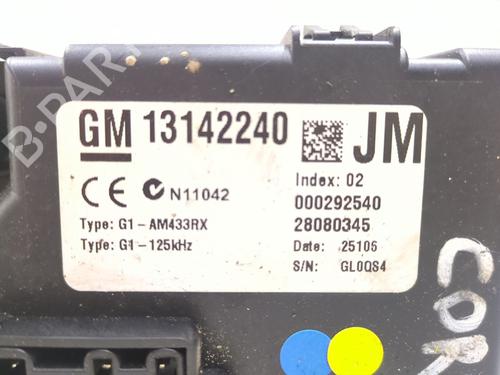 GM 13142240 JM
CE N11042
Index: 02
000292540
Type: G1-AM433RX
28080345
Type: G1-125kHz
Date: 25106
S/N: GL0QS4
COR
B-PARTS